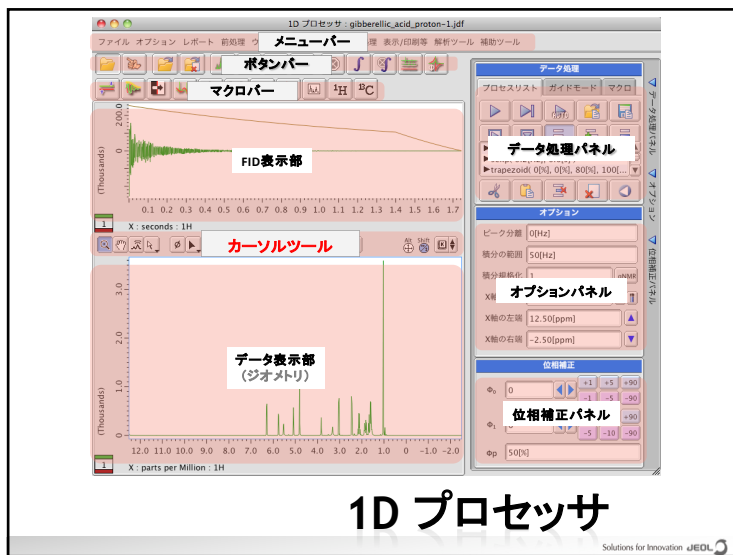 1D プロセッサ : gibberellic_acid_proton-1.jdf
ファイル オプション レポート 前処理 メニューバー 理 表示/印刷等 解析ツール 補助ツール
ボタンバー
マクロバー
1H 13C
200.0
0
(Thousands)
FID表示部
0.1 0.2 0.3 0.4 0.5 0.6 0.7 0.8 0.9 1.0 1.1 1.2 1.3 1.4 1.5 1.6 1.7
1
X : seconds : 1H
カーソルツール
Alt Shift
3.0
2.0
1.0
0
(Thousands)
データ表示部
(ジオメトリ)
12.0 11.0 10.0 9.0 8.0 7.0 6.0 5.0 4.0 3.0 2.0 1.0 0 -1.0 -2.0
1
X : parts per Million : 1H
データ処理
プロセスリスト ガイドモード マクロ
データ処理パネル
trapezoid( 0[%], 0[%], 80[%], 100[...
オプション
ピーク分離 0[Hz]
積分の範囲 50[Hz]
積分規格化 1 qNMR
オプションパネル
X軸の左端 12.50[ppm]
X軸の右端 -2.50[ppm]
位相補正
Φ₀ 0 +1 +5 +90
-1 -5 -90
位相補正パネル
Φ₁ +90
-5 -10 -90
Φp 50[%]
データ処理パネル
オプション
位相補正パネル
1D プロセッサ
Solutions for Innovation JEOL